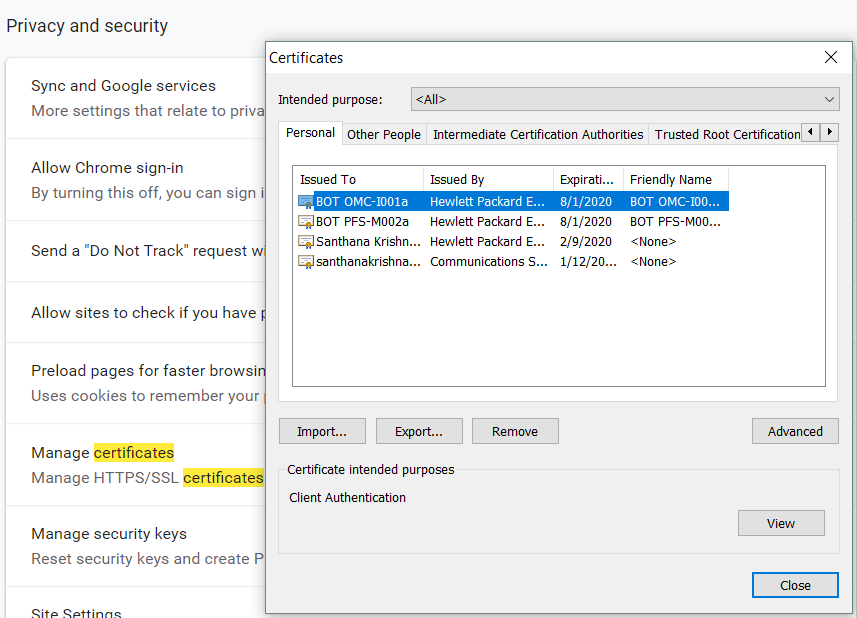 Privacy and security
Sync and Google services
More settings that relate to priva
Allow Chrome sign-in
By turning this off, you can sign i
Send a "Do Not Track" request wi
Allow sites to check if you have p
Preload pages for faster browsin
Uses cookies to remember your
Manage certificates
Manage HTTPS/SSL certificates
Manage security keys
Reset security keys and create P
Site Settings
Certificates
Intended purpose: <All>
Personal Other People Intermediate Certification Authorities Trusted Root Certification
Issued To Issued By Expirati... Friendly Name
BOT OMC-I001a Hewlett Packard E... 8/1/2020 BOT OMC-I00...
BOT PFS-M002a Hewlett Packard E... 8/1/2020 BOT PFS-M00...
Santhana Krishn... Hewlett Packard E... 2/9/2020 <None>
santhanakrishna... Communications S... 1/12/20... <None>
Import... Export... Remove Advanced
Certificate intended purposes
Client Authentication
View
Close